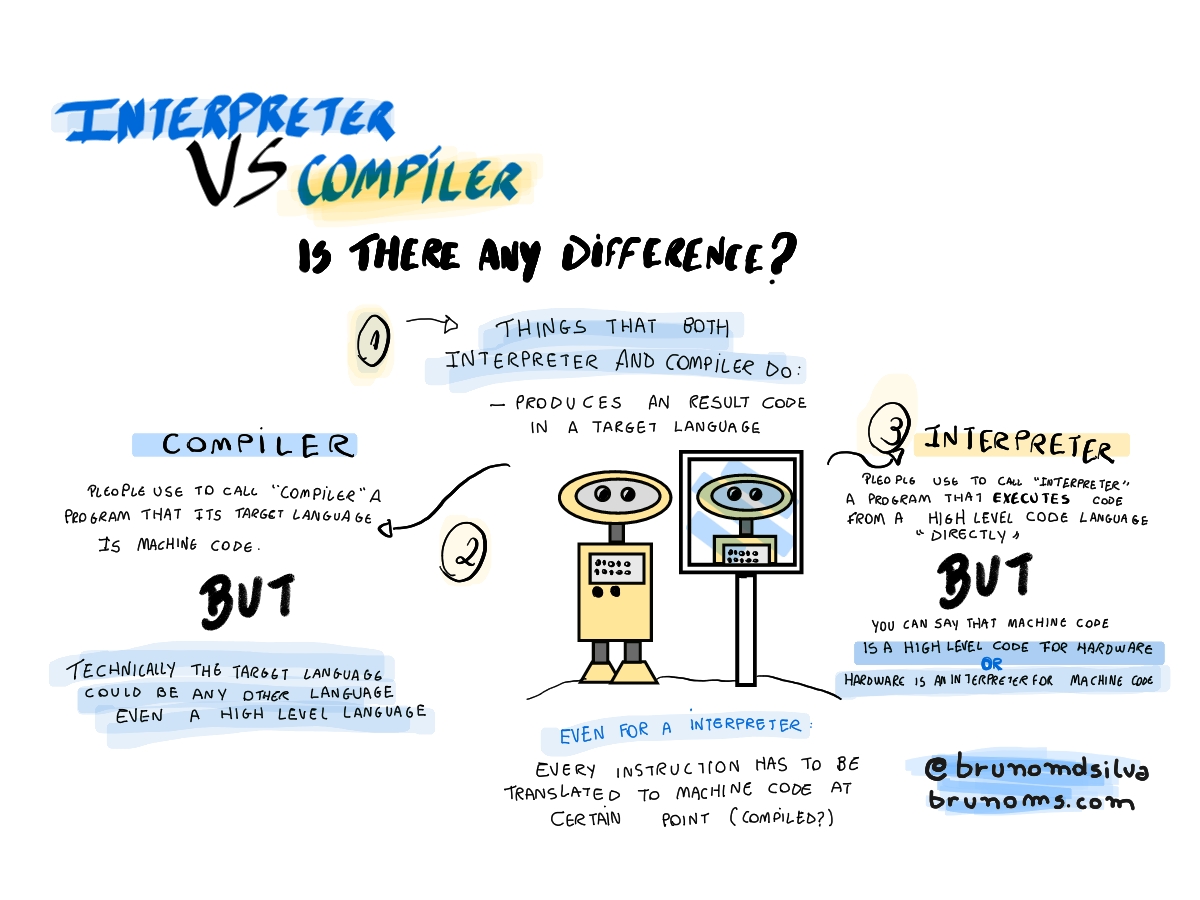 INTERPRETER
VS COMPILER
IS THERE ANY DIFFERENCE?
1
THINGS THAT BOTH
INTERPRETER AND COMPILER DO:
- PRODUCES AN RESULT CODE
IN A TARGET LANGUAGE
2
COMPILER
PLEOPLE USE TO CALL "COMPILER" A
PROGRAM THAT ITS TARGET LANGUAGE
IS MACHINE CODE.
BUT
TECHNICALLY THE TARGET LANGUAGE
COULD BE ANY OTHER LANGUAGE
EVEN A HIGH LEVEL LANGUAGE
3
INTERPRETER
PLEOPLE USE TO CALL "INTERPRETER"
A PROGRAM THAT EXECUTES CODE
FROM A HIGH LEVEL CODE LANGUAGE
"DIRECTLY"
BUT
YOU CAN SAY THAT MACHINE CODE
IS A HIGH LEVEL CODE FOR HARDWARE
OR
HARDWARE IS AN INTERPRETER FOR MACHINE CODE
EVEN FOR A INTERPRETER:
EVERY INSTRUCTION HAS TO BE
TRANSLATED TO MACHINE CODE AT
CERTAIN POINT (COMPILED?)
@brunomdsilva
brunoms.com